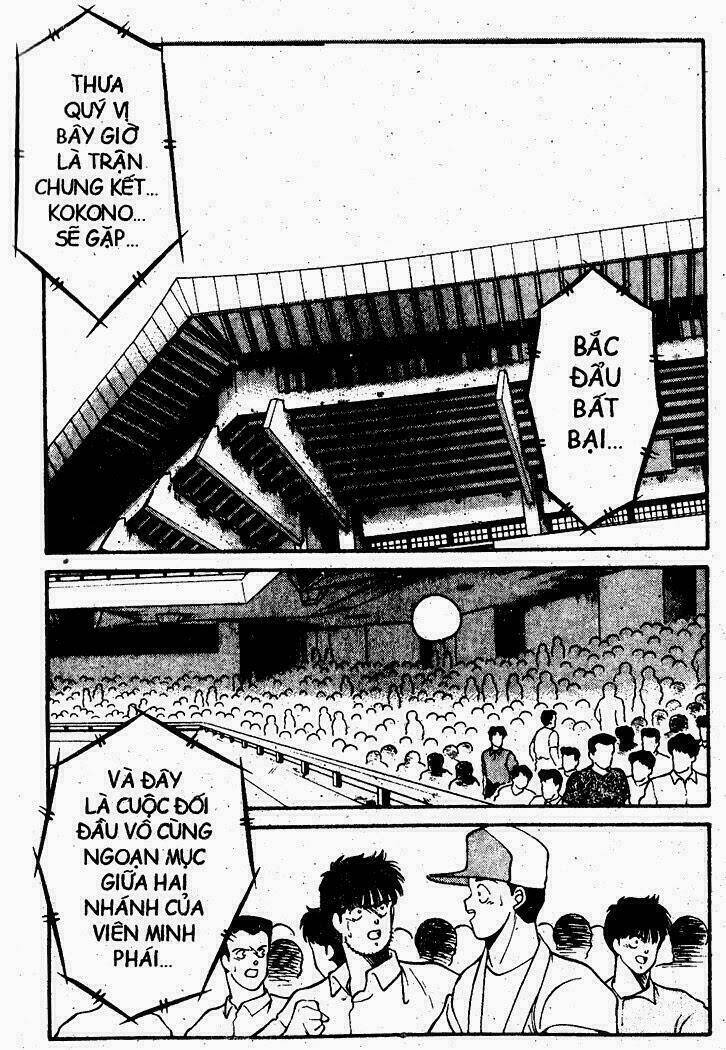 THƯA
QUÝ VỊ
BÂY GIỜ
LÀ TRẬN
CHUNG KẾT...
KOKONO...
SẼ GẶP...
BẮC
ĐẨU
BẤT
BẠI...
VÀ ĐÂY
LÀ CUỘC ĐỐI
ĐẦU VÔ CÙNG
NGOẠN MỤC
GIỮA HAI
NHÁNH CỦA
VIÊN MINH
PHÁI...